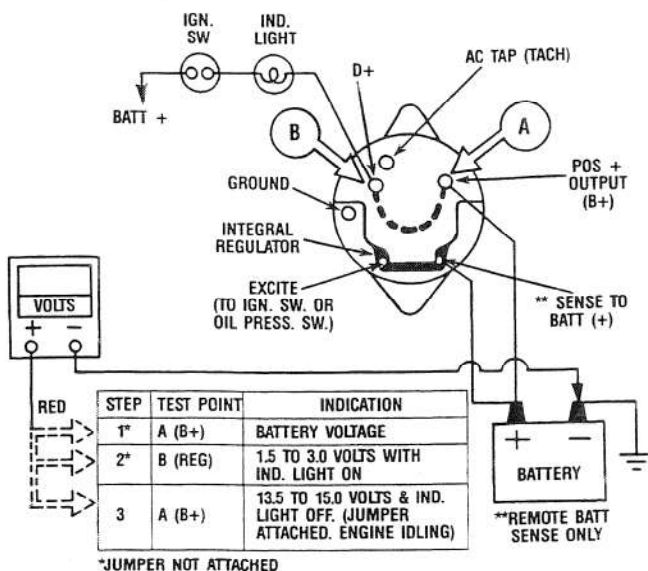 IGN.
SW
IND.
LIGHT
AC TAP (TACH)
D+
BATT +
B
A
POS +
OUTPUT
(B+)
GROUND
INTEGRAL
REGULATOR
EXCITE
(TO IGN. SW. OR
OIL PRESS. SW.)
** SENSE TO
BATT (+)
VOLTS
+ −
RED
STEP TEST POINT INDICATION
1* A (B+) BATTERY VOLTAGE
2* B (REG) 1.5 TO 3.0 VOLTS WITH
IND. LIGHT ON
3 A (B+) 13.5 TO 15.0 VOLTS & IND.
LIGHT OFF. (JUMPER
ATTACHED. ENGINE IDLING)
*JUMPER NOT ATTACHED
+ −
BATTERY
**REMOTE BATT
SENSE ONLY